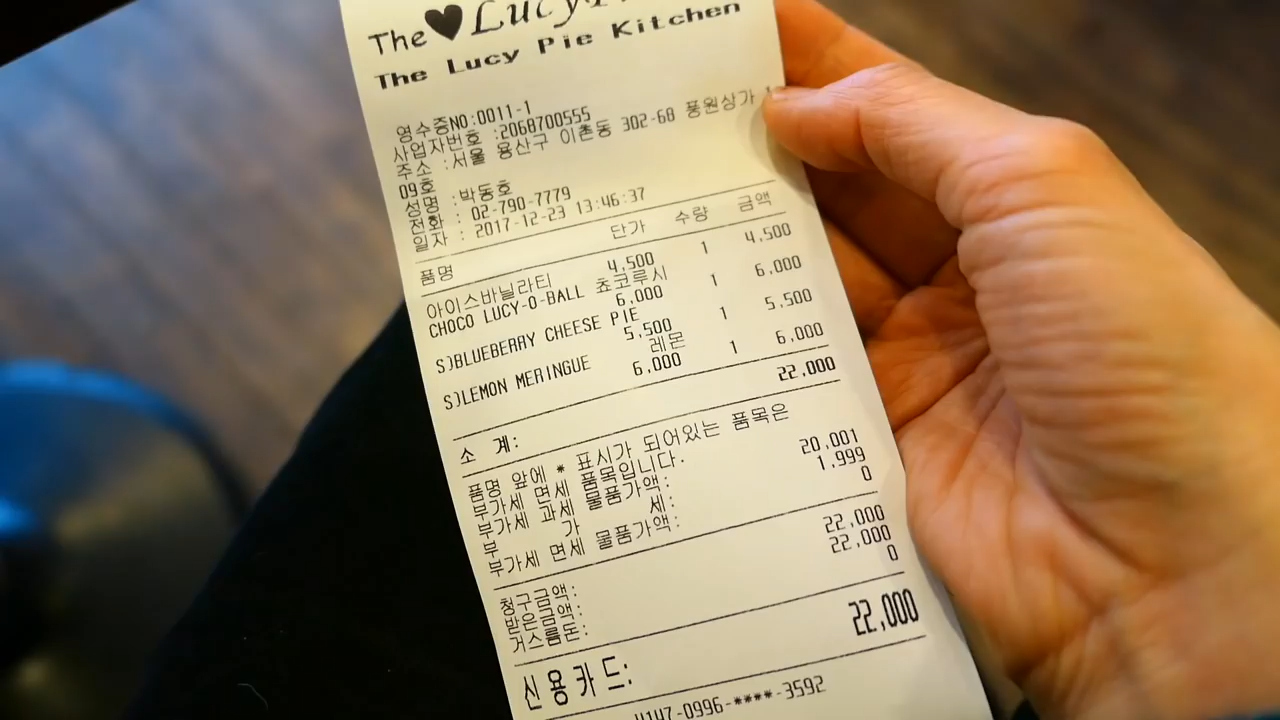 The ♥ Lucy
The Lucy Pie Kitchen
영수증NO:0011-1
사업자번호 :2068700555
주소 :서울 용산구 이촌동 302-68 풍원상가 1
09호
성명 :박동호
전화 : 02-790-7779
일자 : 2017-12-23 13:46:37
품명 단가 수량 금액
아이스바닐라티 4,500 1 4,500
CHOCO LUCY-O-BALL 쵸코루시
6,000 1 6,000
S)BLUEBERRY CHEESE PIE
5,500 1 5,500
S)LEMON MERINGUE 레몬
6,000 1 6,000
소 계: 22,000
품명 앞에 * 표시가 되어있는 품목은
부가세 면세 품목입니다.
부가세 과세 물품가액: 20,001
부 가 세: 1,999
부가세 면세 물품가액: 0
청구금액: 22,000
받은금액: 22,000
거스름돈: 0
신용카드: 22,000
4147-0996-****-3592